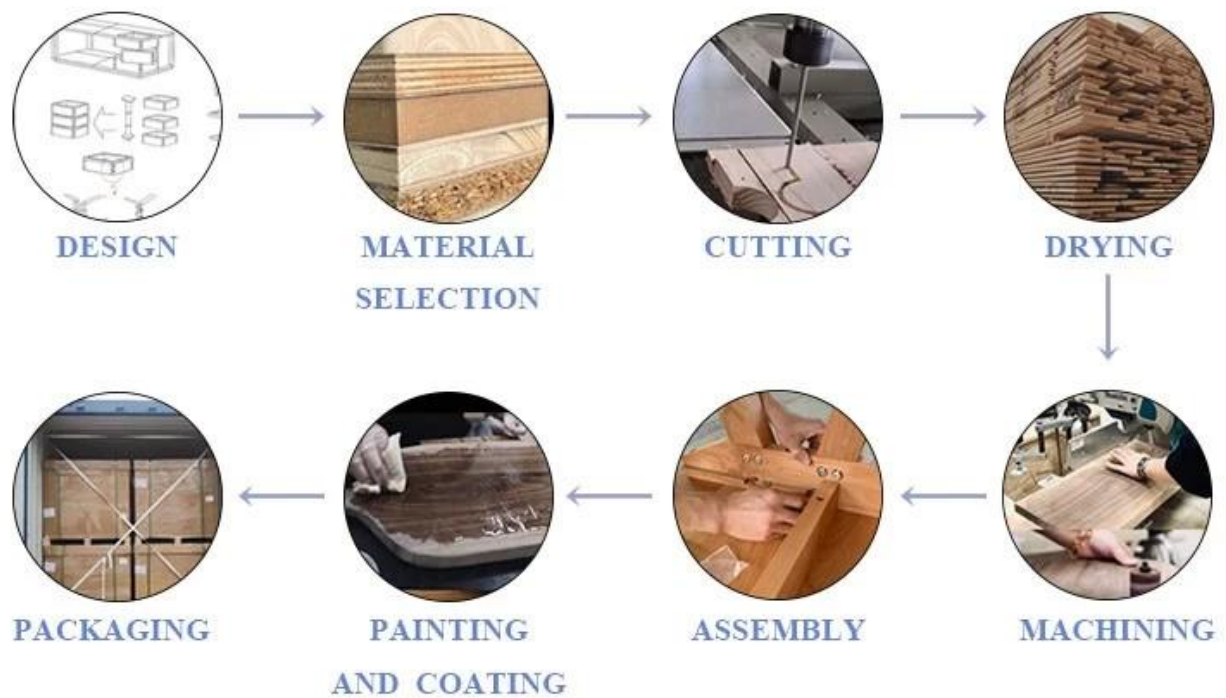 DESIGN
MATERIAL
SELECTION
CUTTING
DRYING
MACHINING
ASSEMBLY
PAINTING
AND COATING
PACKAGING